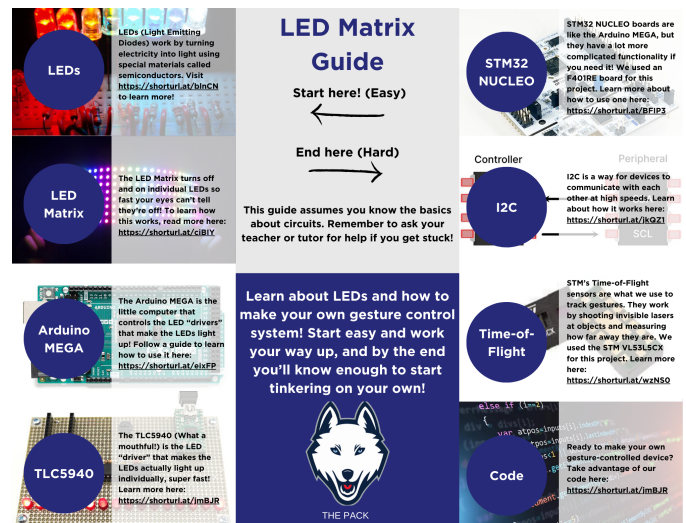 LEDs
LEDs (Light Emitting
Diodes) work by turning
electricity into light using
special materials called
semiconductors. Visit
https://shorturl.at/blnCN
to learn more!
LED
Matrix
The LED Matrix turns off
and on individual LEDs so
fast your eyes can't tell
they're off! To learn how
this works, read more here:
https://shorturl.at/ciBIY
Arduino
MEGA
The Arduino MEGA is the
little computer that
controls the LED “drivers”
that make the LEDs light
up! Follow a guide to learn
how to use it here:
https://shorturl.at/eixFP
TLC5940
The TLC5940 (What a
mouthful!) is the LED
“driver” that makes the
LEDs actually light up
individually, super fast!
Learn more here:
https://shorturl.at/jmBJR
LED Matrix
Guide
Start here! (Easy)
End here (Hard)
This guide assumes you know the basics
about circuits. Remember to ask your
teacher or tutor for help if you get stuck!
Learn about LEDs and how to
make your own gesture control
system! Start easy and work
your way up, and by the end
you'll know enough to start
tinkering on your own!
THE PACK
STM32
NUCLEO
STM32 NUCLEO boards are
like the Arduino MEGA, but
they have a lot more
complicated functionality if
you need it! We used an
F401RE board for this
project. Learn more about
how to use one here:
https://shorturl.at/BFIP3
Controller
Peripheral
I2C
I2C is a way for devices to
communicate with each
other at high speeds. Learn
about how it works here:
https://shorturl.at/jkQZ1
SCL
Time-of-
Flight
STM's Time-of-Flight
sensors are what we use to
track gestures. They work
by shooting invisible lasers
at objects and measuring
how far away they are. We
used the STM VL53L5CX
for this project. Learn more
here:
https://shorturl.at/wzNS0
else if (i==2)
{
var atpos=inputs[i].indexOf
Code
Ready to make your own
gesture-controlled device?
Take advantage of our
code here:
https://shorturl.at/jmBJR